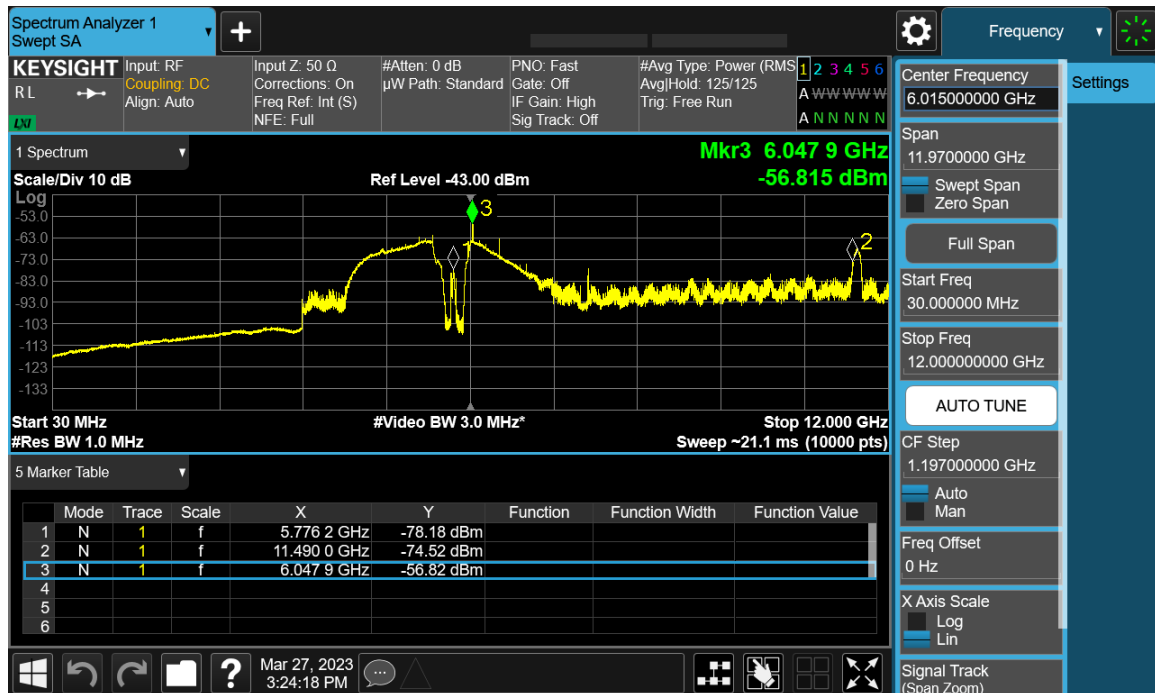 Spectrum Analyzer 1
Swept SA
+
Frequency
KEYSIGHT
R L
LXI
Input: RF
Coupling: DC
Align: Auto
Input Z: 50 Ω
Corrections: On
Freq Ref: Int (S)
NFE: Full
#Atten: 0 dB
µW Path: Standard
PNO: Fast
Gate: Off
IF Gain: High
Sig Track: Off
#Avg Type: Power (RMS
Avg|Hold: 125/125
Trig: Free Run
1 2 3 4 5 6
A W W W W W
A N N N N N
1 Spectrum
Scale/Div 10 dB
Ref Level -43.00 dBm
Mkr3 6.047 9 GHz
-56.815 dBm
Log
-53.0
-63.0
-73.0
-83.0
-93.0
-103
-113
-123
-133
3
2
Start 30 MHz
#Video BW 3.0 MHz*
Stop 12.000 GHz
#Res BW 1.0 MHz
Sweep ~21.1 ms (10000 pts)
5 Marker Table
Mode Trace Scale X Y Function Function Width Function Value
1 N 1 f 5.776 2 GHz -78.18 dBm
2 N 1 f 11.490 0 GHz -74.52 dBm
3 N 1 f 6.047 9 GHz -56.82 dBm
4
5
6
?
Mar 27, 2023
3:24:18 PM
Center Frequency
6.015000000 GHz
Settings
Span
11.9700000 GHz
Swept Span
Zero Span
Full Span
Start Freq
30.000000 MHz
Stop Freq
12.000000000 GHz
AUTO TUNE
CF Step
1.197000000 GHz
Auto
Man
Freq Offset
0 Hz
X Axis Scale
Log
Lin
Signal Track
(Span Zoom)